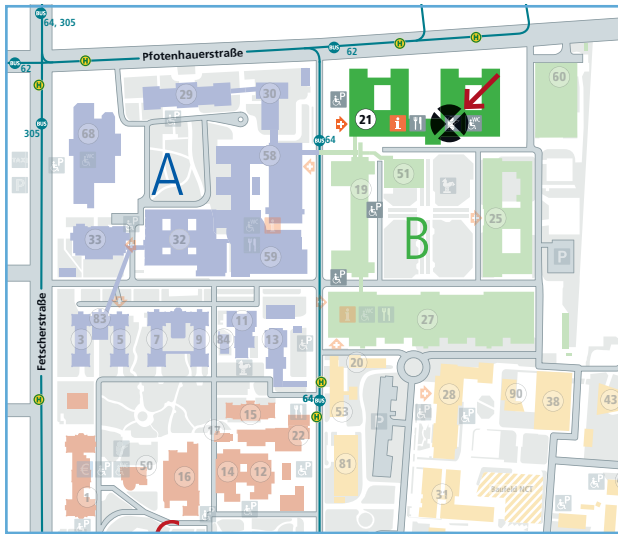 BUS
64, 305
Pfotenhauerstraße
BUS
62
H
H
BUS
62
H
H
29
30
P
21
i
WC
60
BUS
305
68
P
BUS
64
58
A
51
19
P
25
P
33
32
59
B
P
P
83
11
i
27
3
5
7
9
84
13
Fetscherstraße
20
H
64
BUS
H
H
28
90
38
43
53
P
P
15
17
22
50
16
14
12
81
P
1
31
Baufeld NCT
P
P